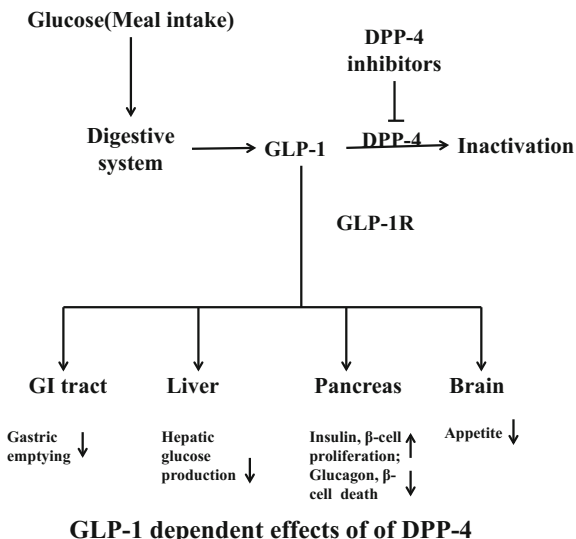 Glucose(Meal intake)
DPP-4
inhibitors
Digestive
system
GLP-1
DPP-4
Inactivation
GLP-1R
GI tract
Liver
Pancreas
Brain
Gastric
emptying
Hepatic
glucose
production
Insulin, β-cell
proliferation;
Glucagon, β-
cell death
Appetite
GLP-1 dependent effects of of DPP-4